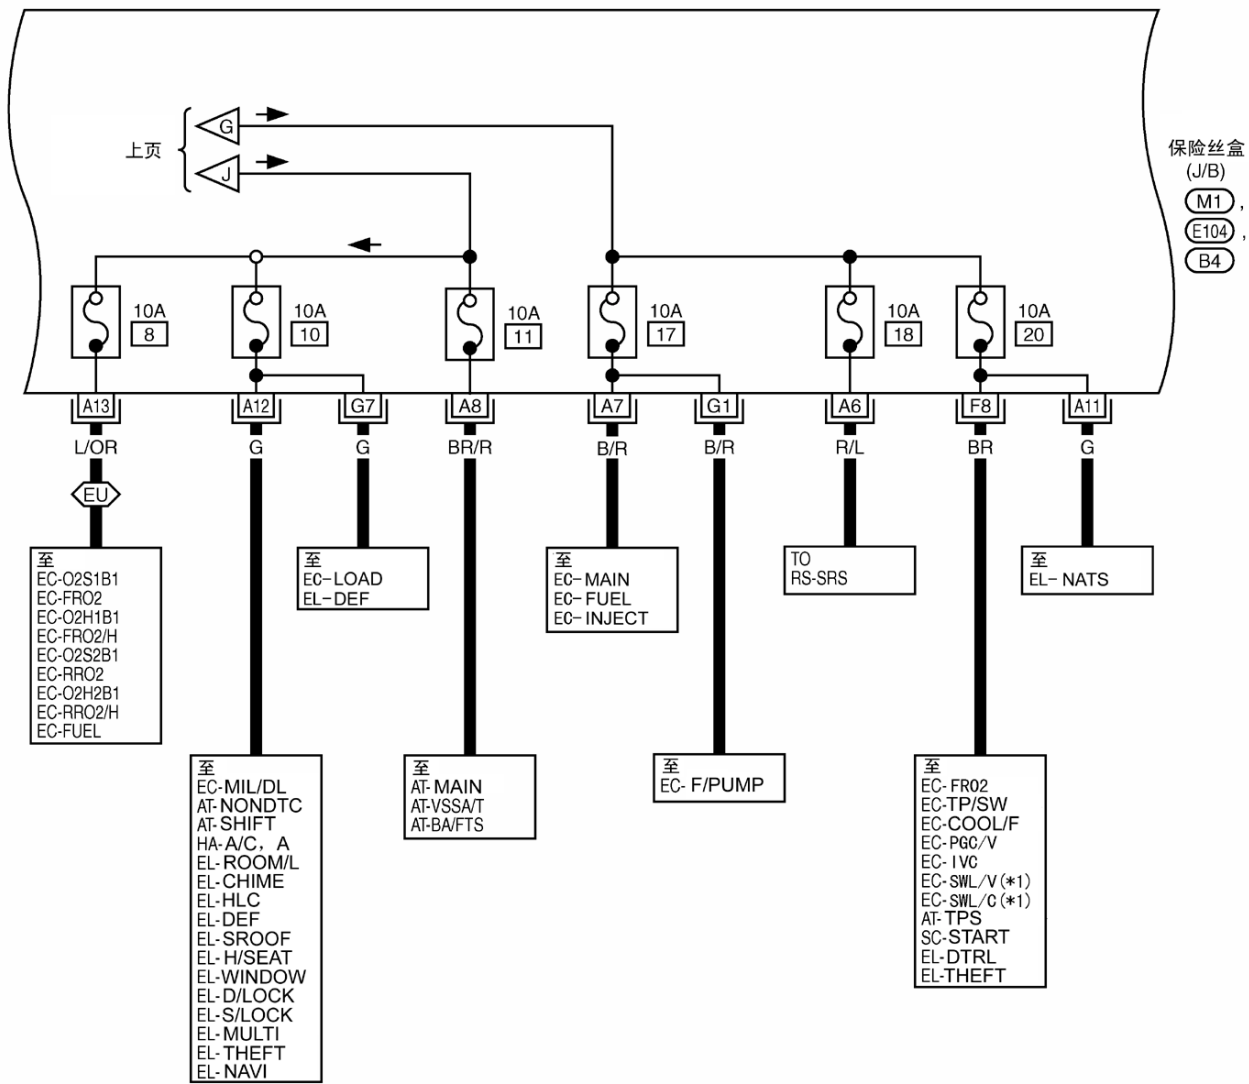 上页
G
J
保险丝盒
(J/B)
M1,
E104,
B4
10A
8
10A
10
10A
11
10A
17
10A
18
10A
20
A13
A12
G7
A8
A7
G1
A6
F8
A11
L/OR
G
G
BR/R
B/R
B/R
R/L
BR
G
EU
至
EC-O2S1B1
EC-FRO2
EC-O2H1B1
EC-FRO2/H
EC-O2S2B1
EC-RRO2
EC-O2H2B1
EC-RRO2/H
EC-FUEL
至
EC-LOAD
EL-DEF
至
EC-MAIN
EC-FUEL
EC-INJECT
TO
RS-SRS
至
EL-NATS
至
EC-MIL/DL
AT-NONDTC
AT-SHIFT
HA-A/C, A
EL-ROOM/L
EL-CHIME
EL-HLC
EL-DEF
EL-SROOF
EL-H/SEAT
EL-WINDOW
EL-D/LOCK
EL-S/LOCK
EL-MULTI
EL-THEFT
EL-NAVI
至
AT-MAIN
AT-VSSA/T
AT-BA/FTS
至
EC-F/PUMP
至
EC-FRO2
EC-TP/SW
EC-COOL/F
EC-PGC/V
EC-IVC
EC-SWL/V(*1)
EC-SWL/C(*1)
AT-TPS
SC-START
EL-DTRL
EL-THEFT